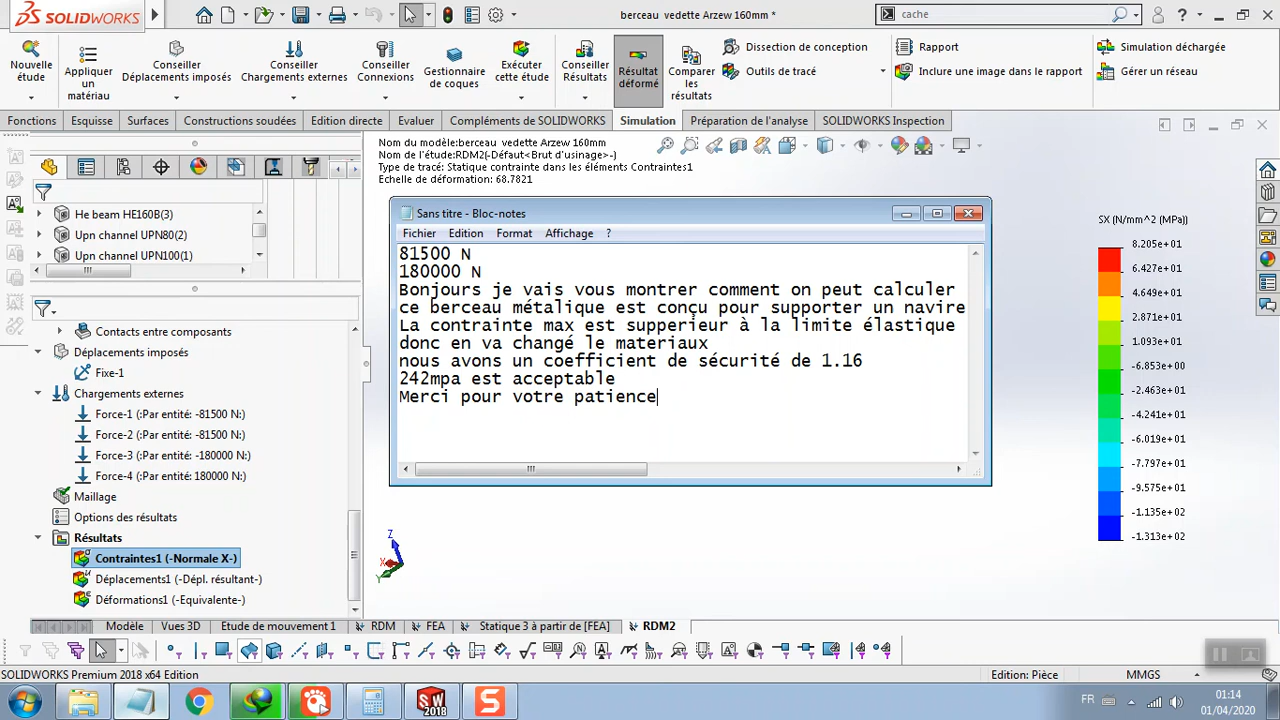 SOLIDWORKS
berceau vedette Arzew 160mm *
cache
Nouvelle étude
Appliquer un matériau
Conseiller Déplacements imposés
Conseiller Chargements externes
Conseiller Connexions
Gestionnaire de coques
Exécuter cette étude
Conseiller Résultats
Résultat déformé
Comparer les résultats
Dissection de conception
Outils de tracé
Rapport
Inclure une image dans le rapport
Simulation déchargée
Gérer un réseau
Fonctions Esquisse Surfaces Constructions soudées Edition directe Evaluer Compléments de SOLIDWORKS Simulation Préparation de l'analyse SOLIDWORKS Inspection
Nom du modèle:berceau vedette Arzew 160mm
Nom de l'étude:RDM2(-Défaut<Brut d'usinage>-)
Type de tracé: Statique contrainte dans les éléments Contraintes1
Echelle de déformation: 68.7821
He beam HE160B(3)
Upn channel UPN80(2)
Upn channel UPN100(1)
Contacts entre composants
Déplacements imposés
Fixe-1
Chargements externes
Force-1 (:Par entité: -81500 N:)
Force-2 (:Par entité: -81500 N:)
Force-3 (:Par entité: -180000 N:)
Force-4 (:Par entité: 180000 N:)
Maillage
Options des résultats
Résultats
Contraintes1 (-Normale X-)
Déplacements1 (-Dépl. résultant-)
Déformations1 (-Equivalente-)
Sans titre - Bloc-notes
Fichier Edition Format Affichage ?
81500 N
180000 N
Bonjours je vais vous montrer comment on peut calculer
ce berceau métalique est conçu pour supporter un navire
La contrainte max est supperieur à la limite élastique
donc en va changé le materiaux
nous avons un coefficient de sécurité de 1.16
242mpa est acceptable
Merci pour votre patience
SX (N/mm^2 (MPa))
8.205e+01
6.427e+01
4.649e+01
2.871e+01
1.093e+01
-6.850e+00
-2.463e+01
-4.241e+01
-6.019e+01
-7.797e+01
-9.575e+01
-1.135e+02
-1.313e+02
Z
X
Y
Modèle Vues 3D Etude de mouvement 1 RDM FEA Statique 3 à partir de [FEA] RDM2
SOLIDWORKS Premium 2018 x64 Edition
Edition: Pièce
MMGS
SW
2018
S
FR
01:14
01/04/2020